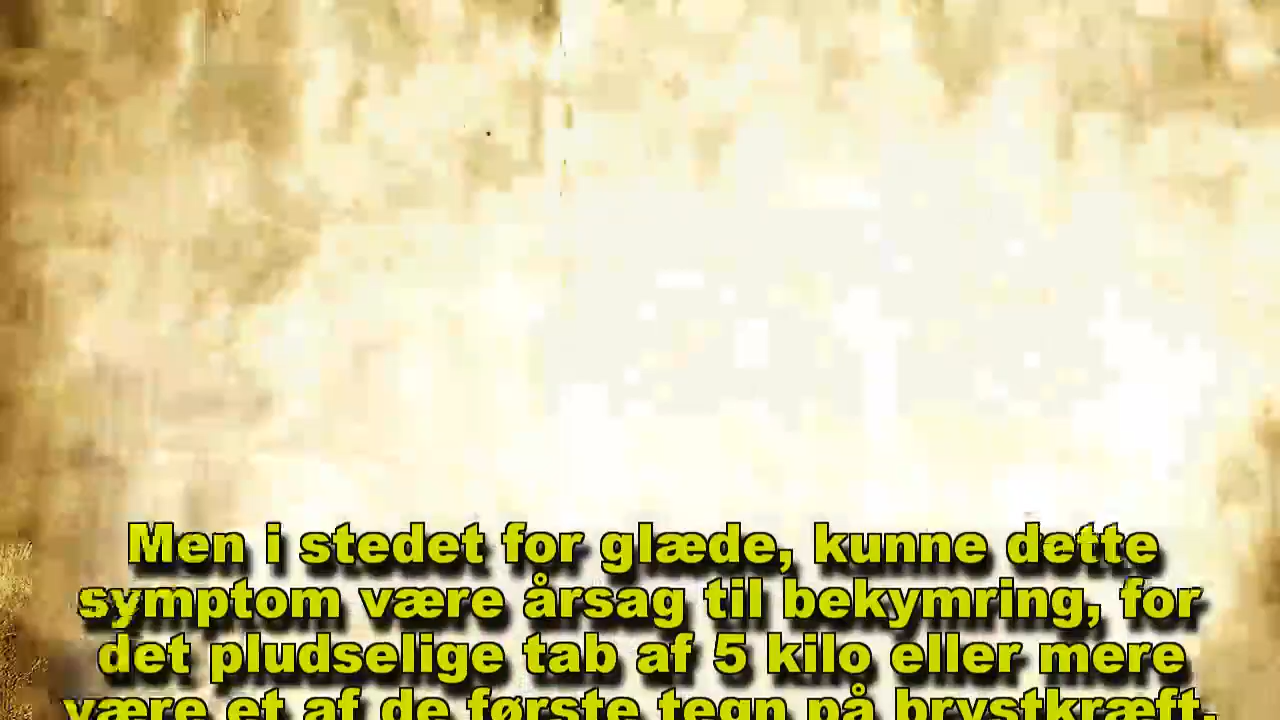 Men i stedet for glæde, kunne dette
symptom være årsag til bekymring, for
det pludselige tab af 5 kilo eller mere
være et af de første tegn på brystkræft.